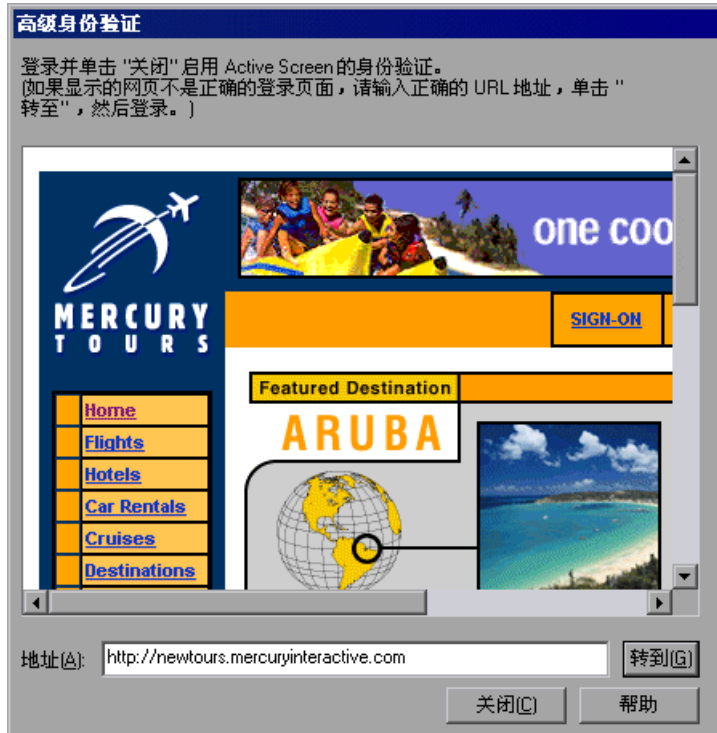 高级身份验证
登录并单击 "关闭" 启用 Active Screen 的身份验证。
(如果显示的网页不是正确的登录页面，请输入正确的 URL 地址，单击 "
转至"，然后登录。)
one coo
MERCURY
TOURS
SIGN-ON
Featured Destination
ARUBA
Home
Flights
Hotels
Car Rentals
Cruises
Destinations
地址(A): http://newtours.mercuryinteractive.com 转到(G)
关闭(C) 帮助